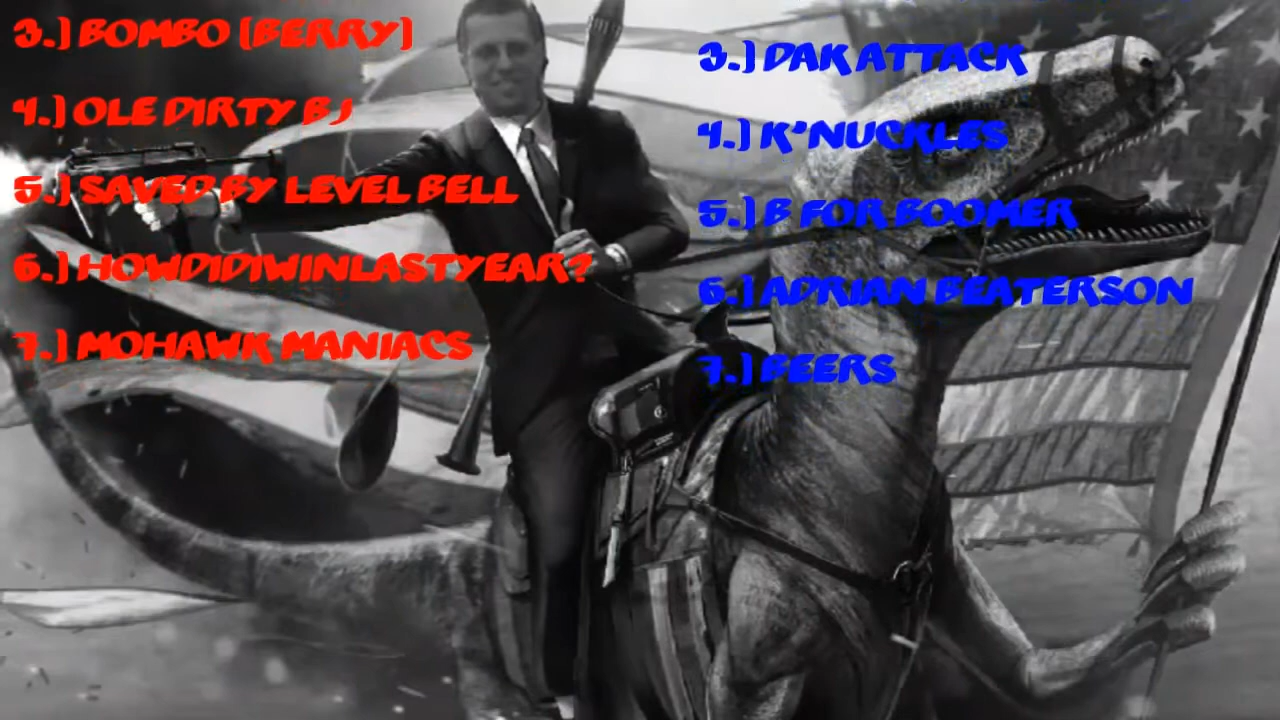 3.) BOMBO (BERRY)
4.) OLE DIRTY BJ
5.) SAVED BY LEVEL BELL
6.) HOWDIDIWINLASTYEAR?
7.) MOHAWK MANIACS
3.) DAK ATTACK
4.) K'NUCKLES
5.) B FOR BOOMER
6.) ADRIAN BEATERSON
7.) BEERS